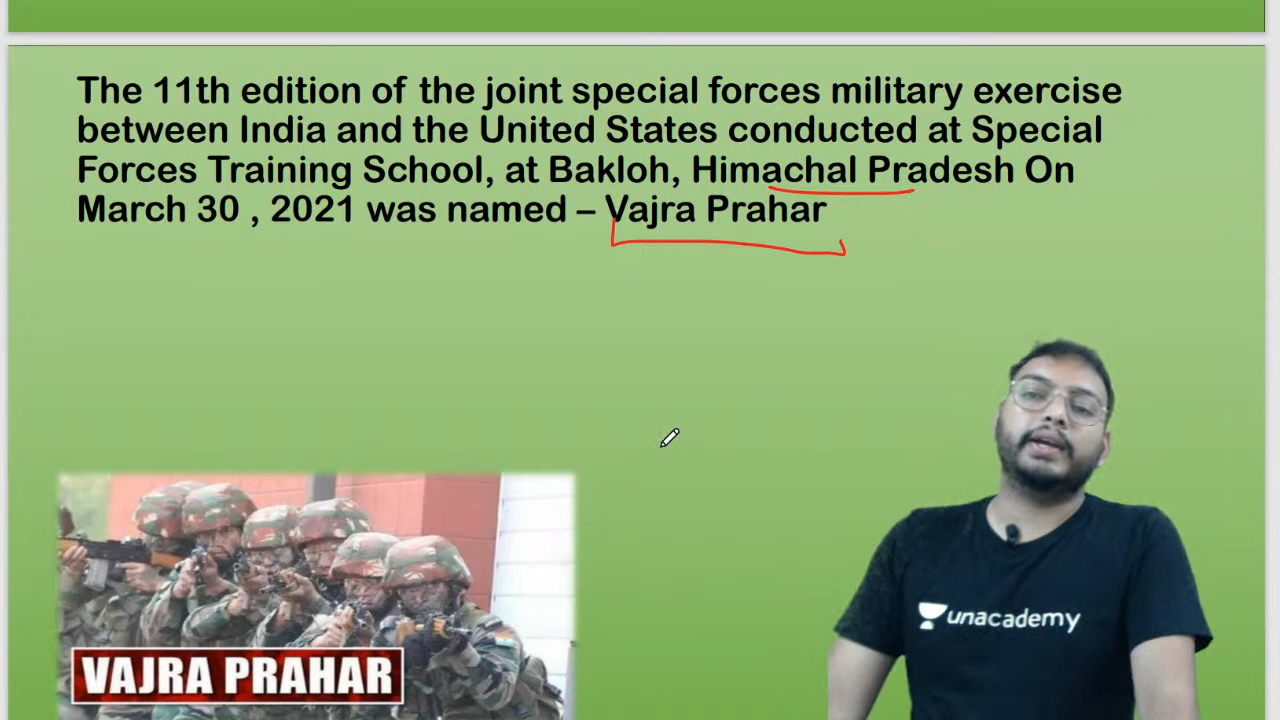 The 11th edition of the joint special forces military exercise
between India and the United States conducted at Special
Forces Training School, at Bakloh, Himachal Pradesh On
March 30 , 2021 was named – Vajra Prahar
unacademy
VAJRA PRAHAR